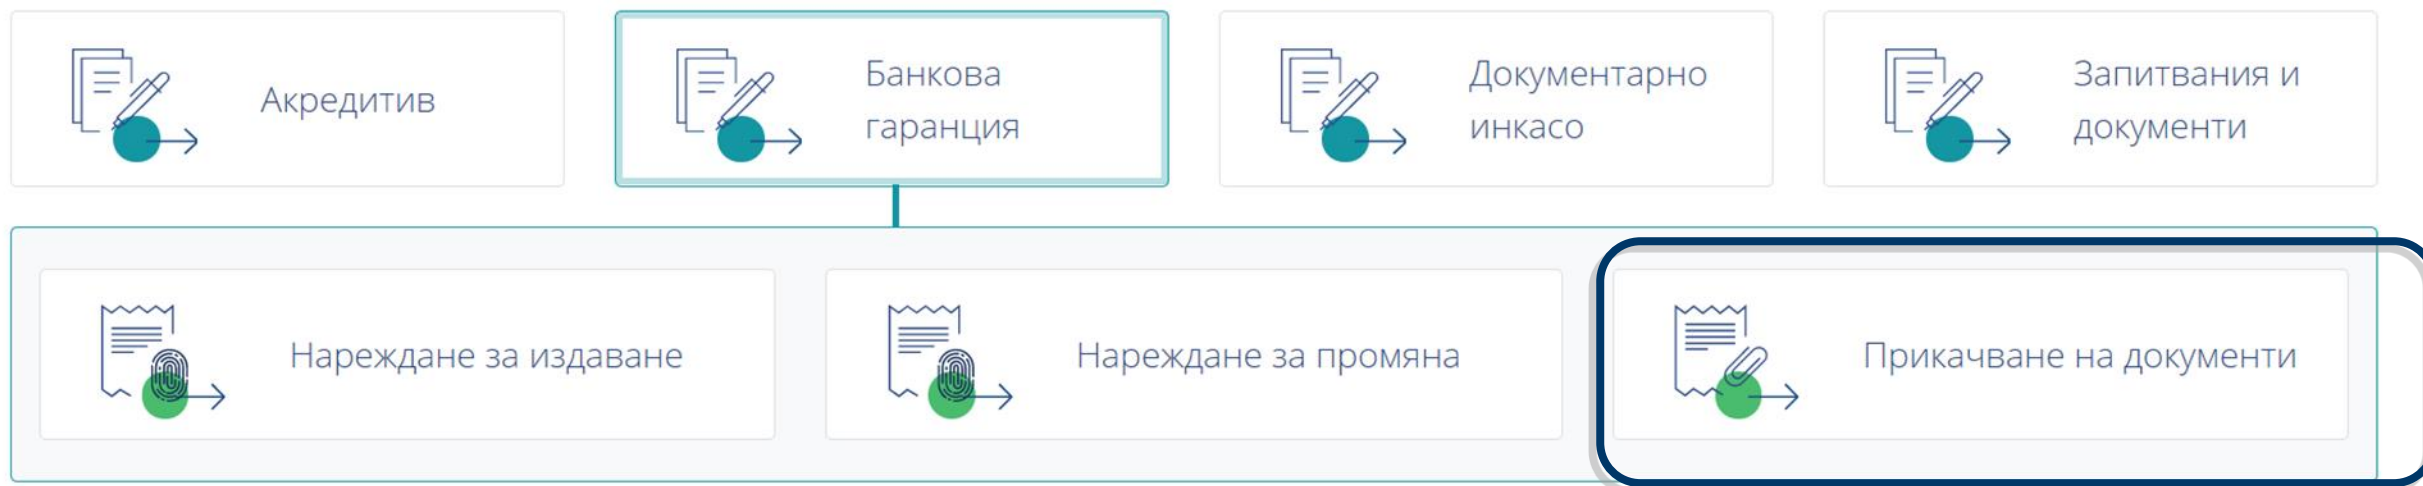 Акредитив
Банкова
гаранция
Документарно
инкасо
Запитвания и
документи
Нареждане за издаване
Нареждане за промяна
Прикачване на документи